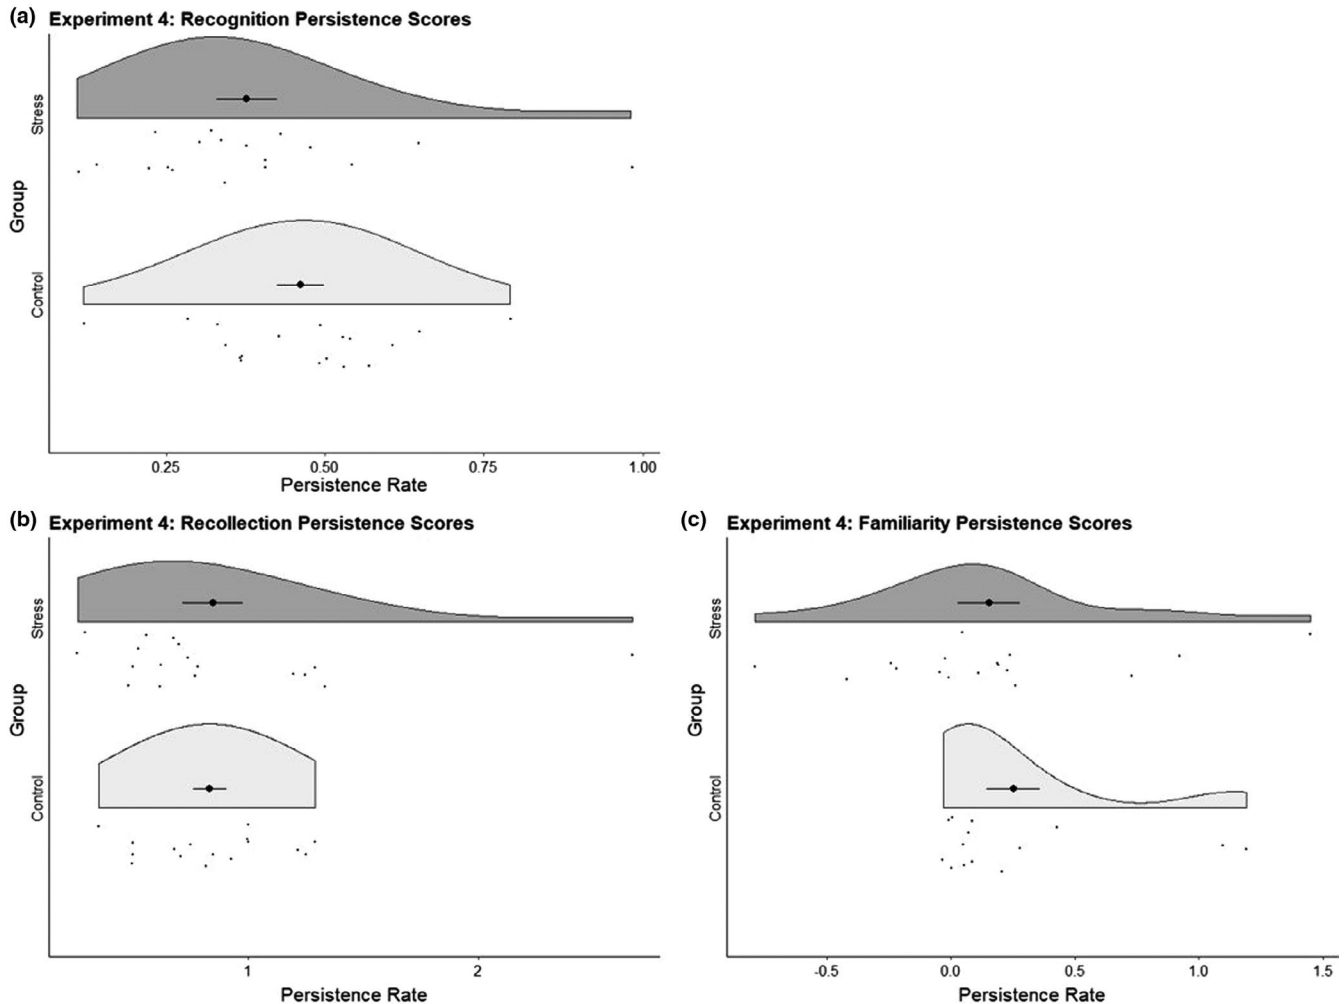 (a) Experiment 4: Recognition Persistence Scores
Stress
Group
Control
0.25 0.50 0.75 1.00
Persistence Rate
(b) Experiment 4: Recollection Persistence Scores
Stress
Group
Control
1 2
Persistence Rate
(c) Experiment 4: Familiarity Persistence Scores
Stress
Group
Control
-0.5 0.0 0.5 1.0 1.5
Persistence Rate